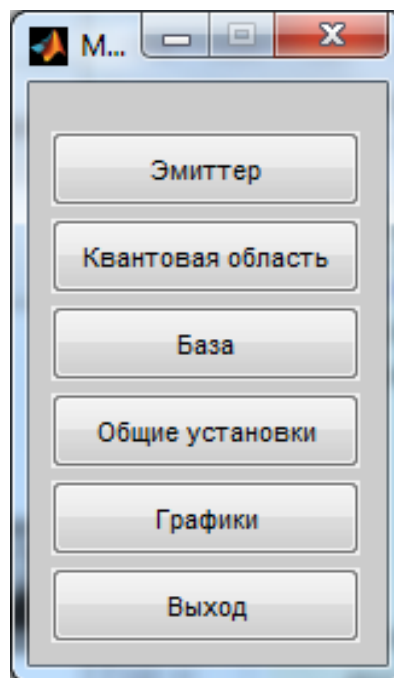 M...
Эмиттер
Квантовая область
База
Общие установки
Графики
Выход